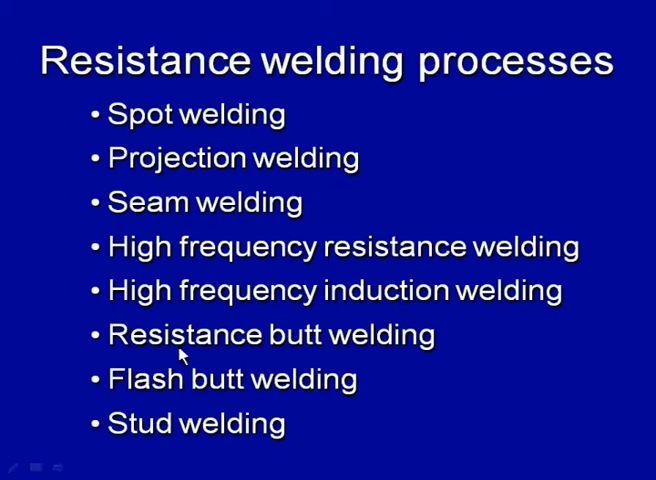 Resistance welding processes
• Spot welding
• Projection welding
• Seam welding
• High frequency resistance welding
• High frequency induction welding
• Resistance butt welding
• Flash butt welding
• Stud welding